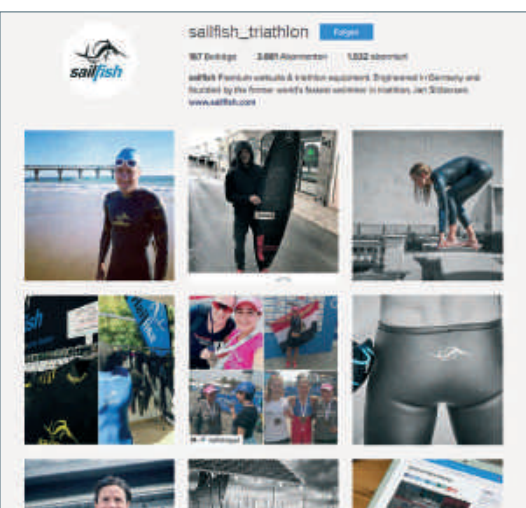 sailfish_triathlon Folgen
167 Beiträge 3.881 Abonnenten 1.032 abonniert
sailfish Premium wetsuits & triathlon equipment. Engineered in Germany and
founded by the former world's fastest swimmer in triathlon, Jan Sibbersen.
www.sailfish.com
sailfish
fish